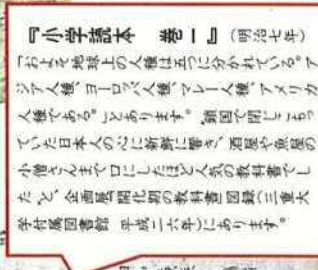 『小学読本 巻一』（明治七年）
「おおよそ地球上の人種は五つに分かれている。ア
ジア人種、ヨーロッパ人種、マレー人種、アメリカ
人種である。」とあります。鎖国で閉じこもっ
ていた日本人の心に新鮮に響き、酒屋や魚屋の
小僧さんまで口にしたほど人気の教科書でし
た”と、企画展開化期の教科書図録（三重大
学付属図書館 平成二六年）にあります。